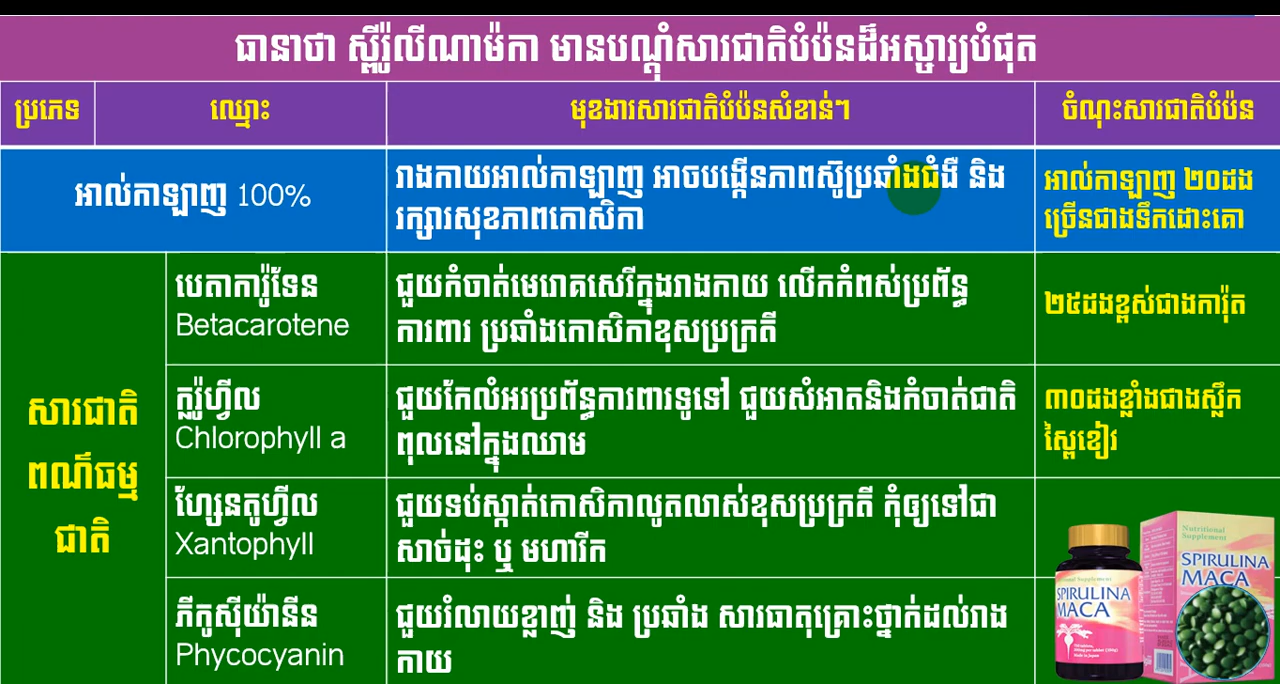 ធានាថា ស្ពីរ៉ូលីណាម៉កា មានបណ្ដុំសារជាតិបំប៉នដ៏អស្ចារ្យបំផុត
ប្រភេទ
ឈ្មោះ
មុខងារសារជាតិបំប៉នសំខាន់ៗ
ចំណុះសារជាតិបំប៉ន
អាល់កាឡាញ 100%
រាងកាយអាល់កាឡាញ អាចបង្កើនភាពស៊ូប្រឆាំងជំងឺ និង
រក្សារសុខភាពកោសិកា
អាល់កាឡាញ ២០ដង
ច្រើនជាងទឹកដោះគោ
សារជាតិ
ពណ៌ធម្ម
ជាតិ
បេតាការ៉ូទែន
Betacarotene
ជួយកំចាត់មេរោគសេរីក្នុងរាងកាយ លើកកំពស់ប្រព័ន្ធ
ការពារ ប្រឆាំងកោសិកាខុសប្រក្រតី
២៥ដងខ្ពស់ជាងការ៉ុត
ក្លរ៉ូហ្វីល
Chlorophyll a
ជួយកែលំអរប្រព័ន្ធការពារទូទៅ ជួយសំអាតនិងកំចាត់ជាតិ
ពុលនៅក្នុងឈាម
៣០ដងខ្លាំងជាងស្លឹក
ស្ពៃខៀវ
ហ្សែនតូហ្វីល
Xantophyll
ជួយទប់ស្កាត់កោសិកាលូតលាស់ខុសប្រក្រតី កុំឲ្យទៅជា
សាច់ដុះ ឬ មហារីក
ភីកូស៊ីយ៉ានីន
Phycocyanin
ជួយរំលាយខ្លាញ់ និង ប្រឆាំង សារធាតុគ្រោះថ្នាក់ដល់រាង
កាយ
Nutritional
Supplement
SPIRULINA
MACA
Nutritional Supplement
SPIRULINA
MACA